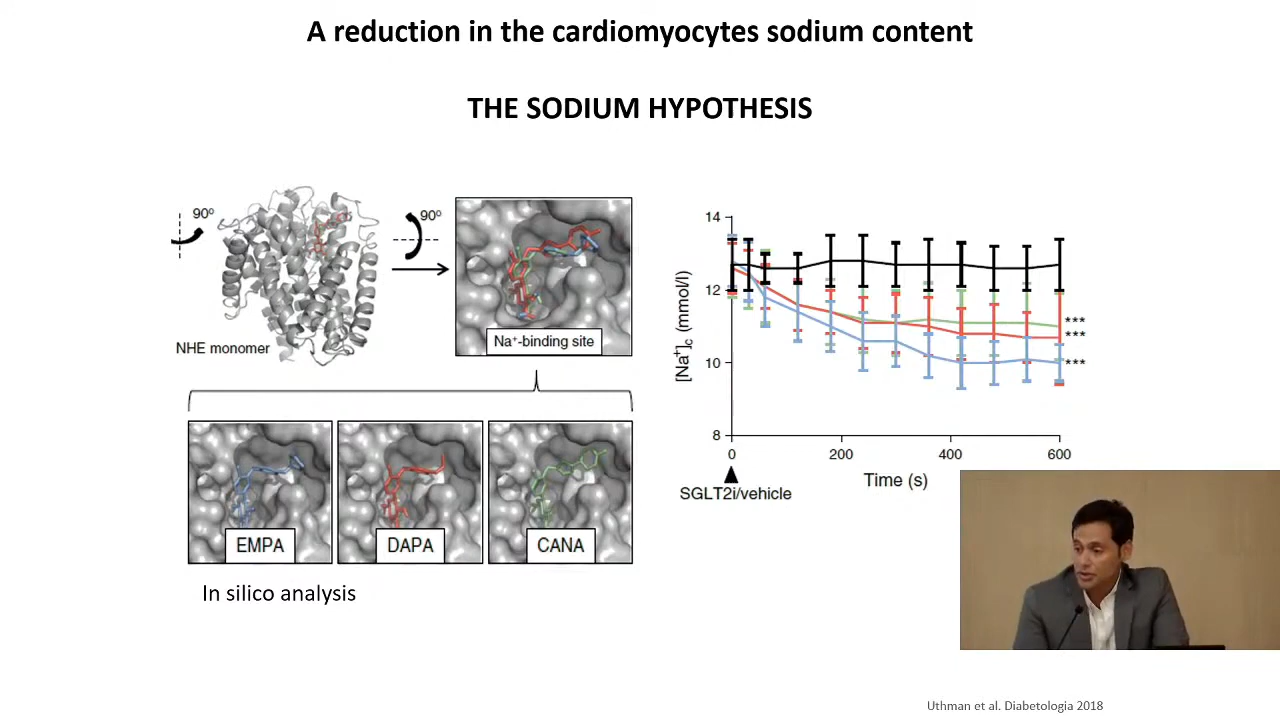 A reduction in the cardiomyocytes sodium content
THE SODIUM HYPOTHESIS
90º
90º
NHE monomer
Na⁺-binding site
EMPA
DAPA
CANA
In silico analysis
[Na⁺]c (mmol/l)
14
12
10
8
***
***
***
0
200
400
600
Time (s)
SGLT2i/vehicle
Uthman et al. Diabetologia 2018